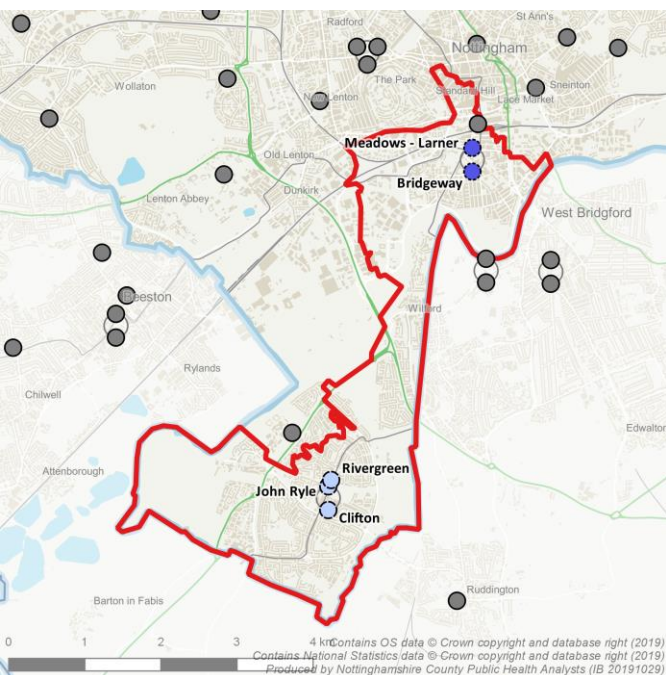 Radford
St Ann's
Nottingham
Wollaton
The Park
Sneinton
Standard Hill
New Lenton
Lace Market
Meadows - Larner
Old Lenton
Dunkirk
Bridgeway
Lenton Abbey
West Bridgford
Beeston
Wilford
Rylands
Chilwell
Edwalton
Rivergreen
Attenborough
John Ryle
Clifton
Ruddington
Barton in Fabis
0 1 2 3 4 km
Contains OS data © Crown copyright and database right (2019)
Contains National Statistics data © Crown copyright and database right (2019)
Produced by Nottinghamshire County Public Health Analysts (IB 20191029)